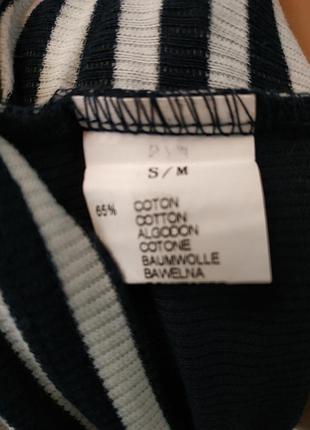 S/M
65% COTON
COTTON
ALGODON
COTONE
BAUMWOLLE
BAWELNA